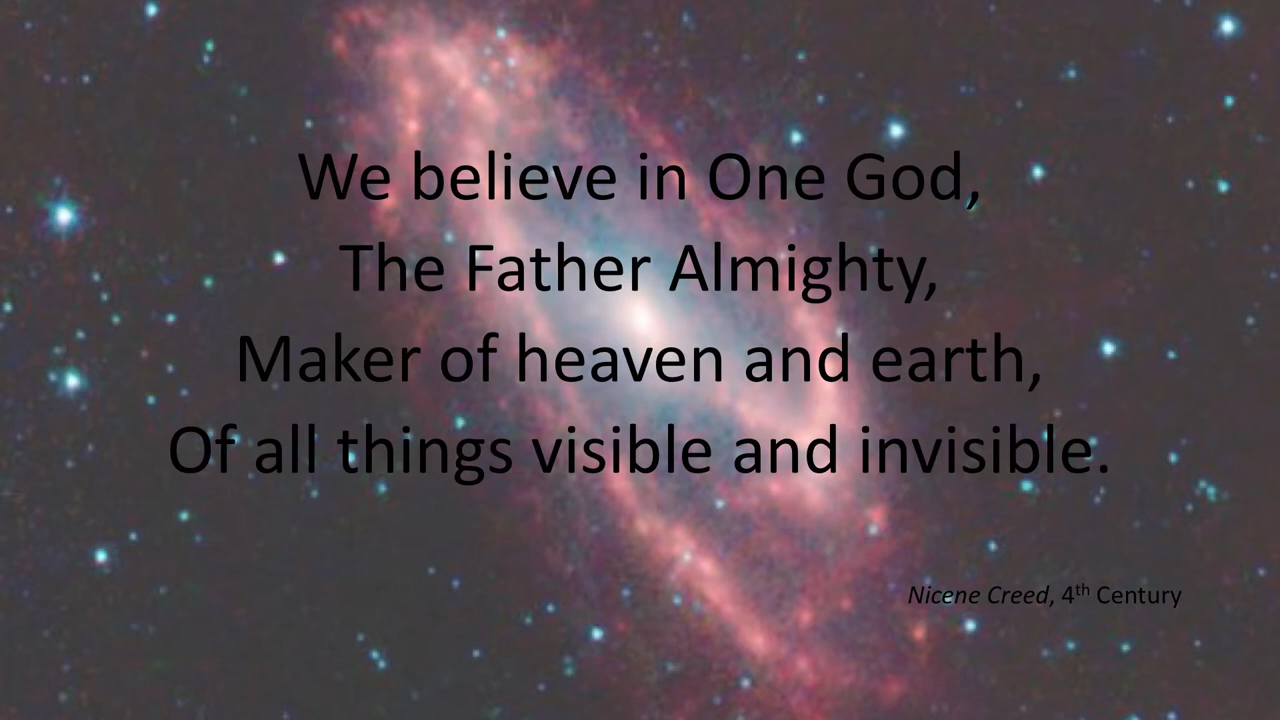 We believe in One God,
The Father Almighty,
Maker of heaven and earth,
Of all things visible and invisible.
Nicene Creed, 4th Century